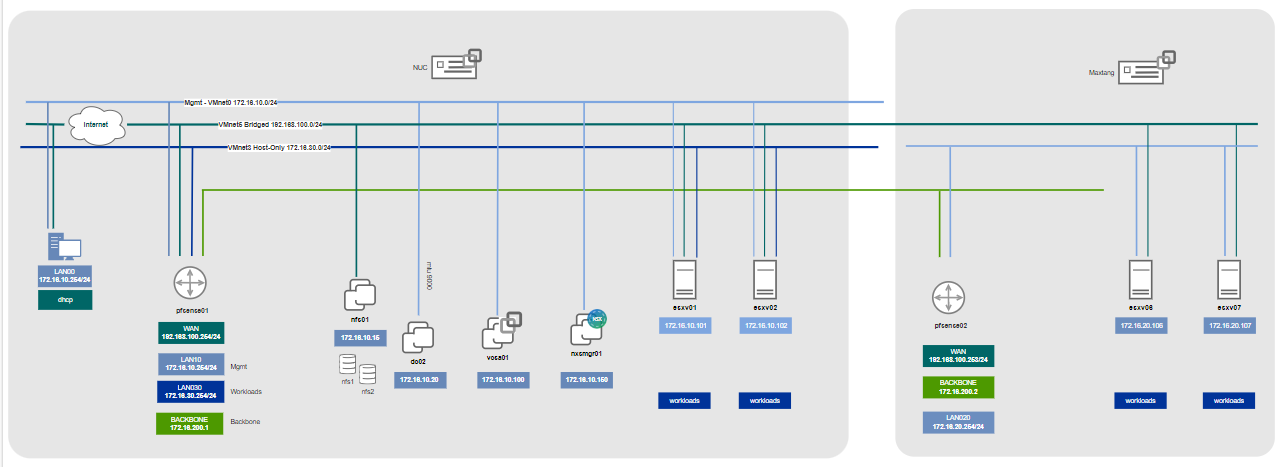 NUC
Maxtang
Mgmt - VMnet0 172.16.10.0/24
Internet
VMnet5 Bridged 192.168.100.0/24
VMnet3 Host-Only 172.16.30.0/24
mtu 9000
LAN00
172.16.10.254/24
dhcp
pfsense01
WAN
192.168.100.254/24
LAN10
172.16.10.254/24
Mgmt
LAN030
172.16.30.254/24
Workloads
BACKBONE
172.16.200.1
Backbone
nfs01
172.16.10.15
nfs1
nfs2
dc02
172.16.10.20
vcsa01
172.16.10.100
NSX
nxsmgr01
172.16.10.150
esxv01
172.16.10.101
workloads
esxv02
172.16.10.102
workloads
pfsense02
WAN
192.168.100.253/24
BACKBONE
172.16.200.2
LAN020
172.16.20.254/24
esxv06
172.16.20.106
workloads
esxv07
172.16.20.107
workloads